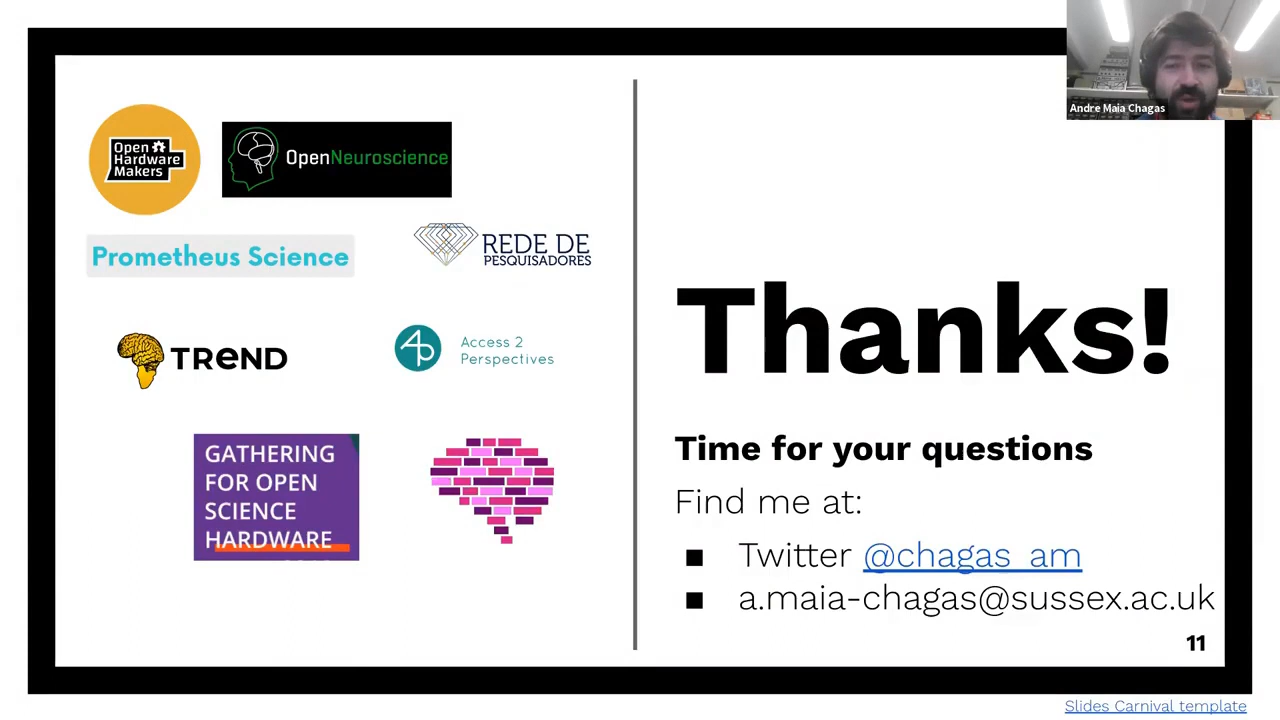 Andre Maia Chagas
Open
Hardware
Makers
OpenNeuroscience
Prometheus Science
REDE DE
PESQUISADORES
TReND
Access 2
Perspectives
GATHERING
FOR OPEN
SCIENCE
HARDWARE
Thanks!
Time for your questions
Find me at:
■ Twitter @chagas_am
■ a.maia-chagas@sussex.ac.uk
11
Slides Carnival template